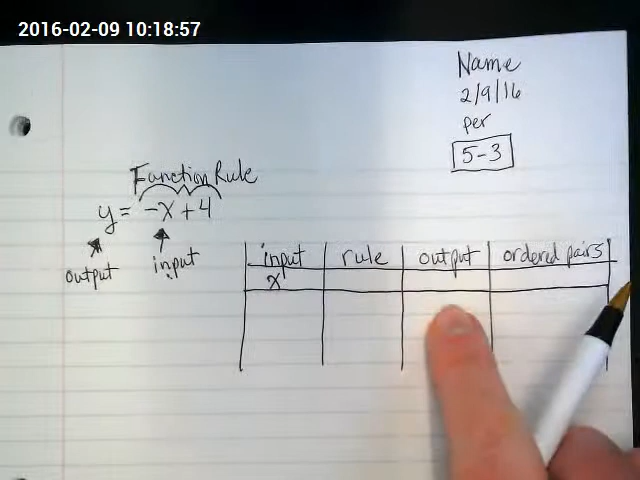 2016-02-09 10:18:57
Name
2/9/16
per
5-3
Function Rule
y = -x + 4
output
input
input rule output ordered pairs
x